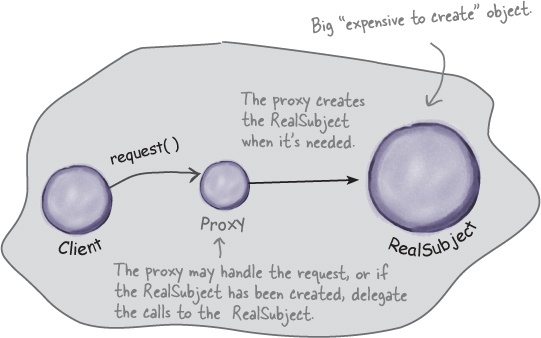 Big “expensive to create” object.
The proxy creates
the RealSubject
when it's needed.
request()
Client
Proxy
RealSubject
The proxy may handle the request, or if
the RealSubject has been created, delegate
the calls to the RealSubject.